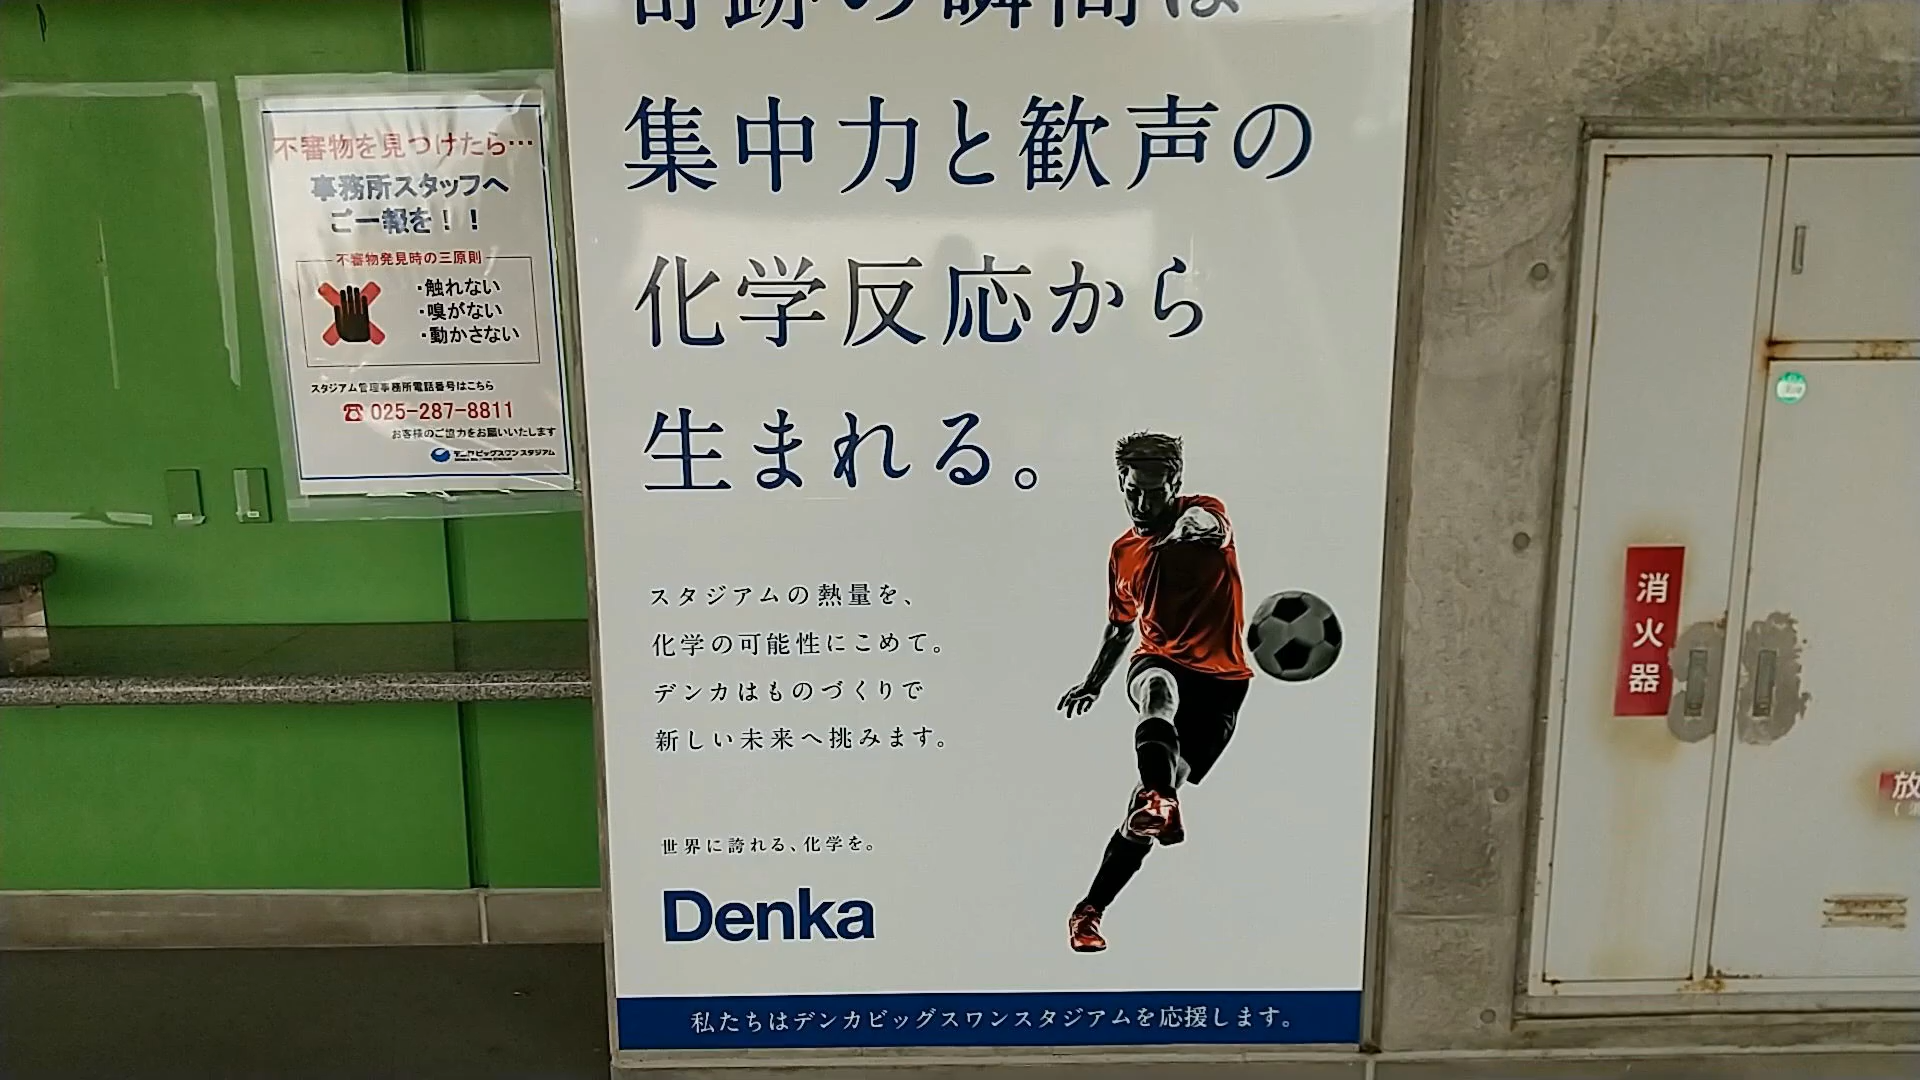 不審物を見つけたら…
事務所スタッフへ
ご一報を！！
不審物発見時の三原則
・触れない
・嗅がない
・動かさない
スタジアム管理事務所電話番号はこちら
☎025-287-8811
お客様のご協力をお願いいたします
デンカビッグスワンスタジアム
奇跡の瞬間は
集中力と歓声の
化学反応から
生まれる。
スタジアムの熱量を、
化学の可能性にこめて。
デンカはものづくりで
新しい未来へ挑みます。
世界に誇れる、化学を。
Denka
私たちはデンカビッグスワンスタジアムを応援します。
消火器
放